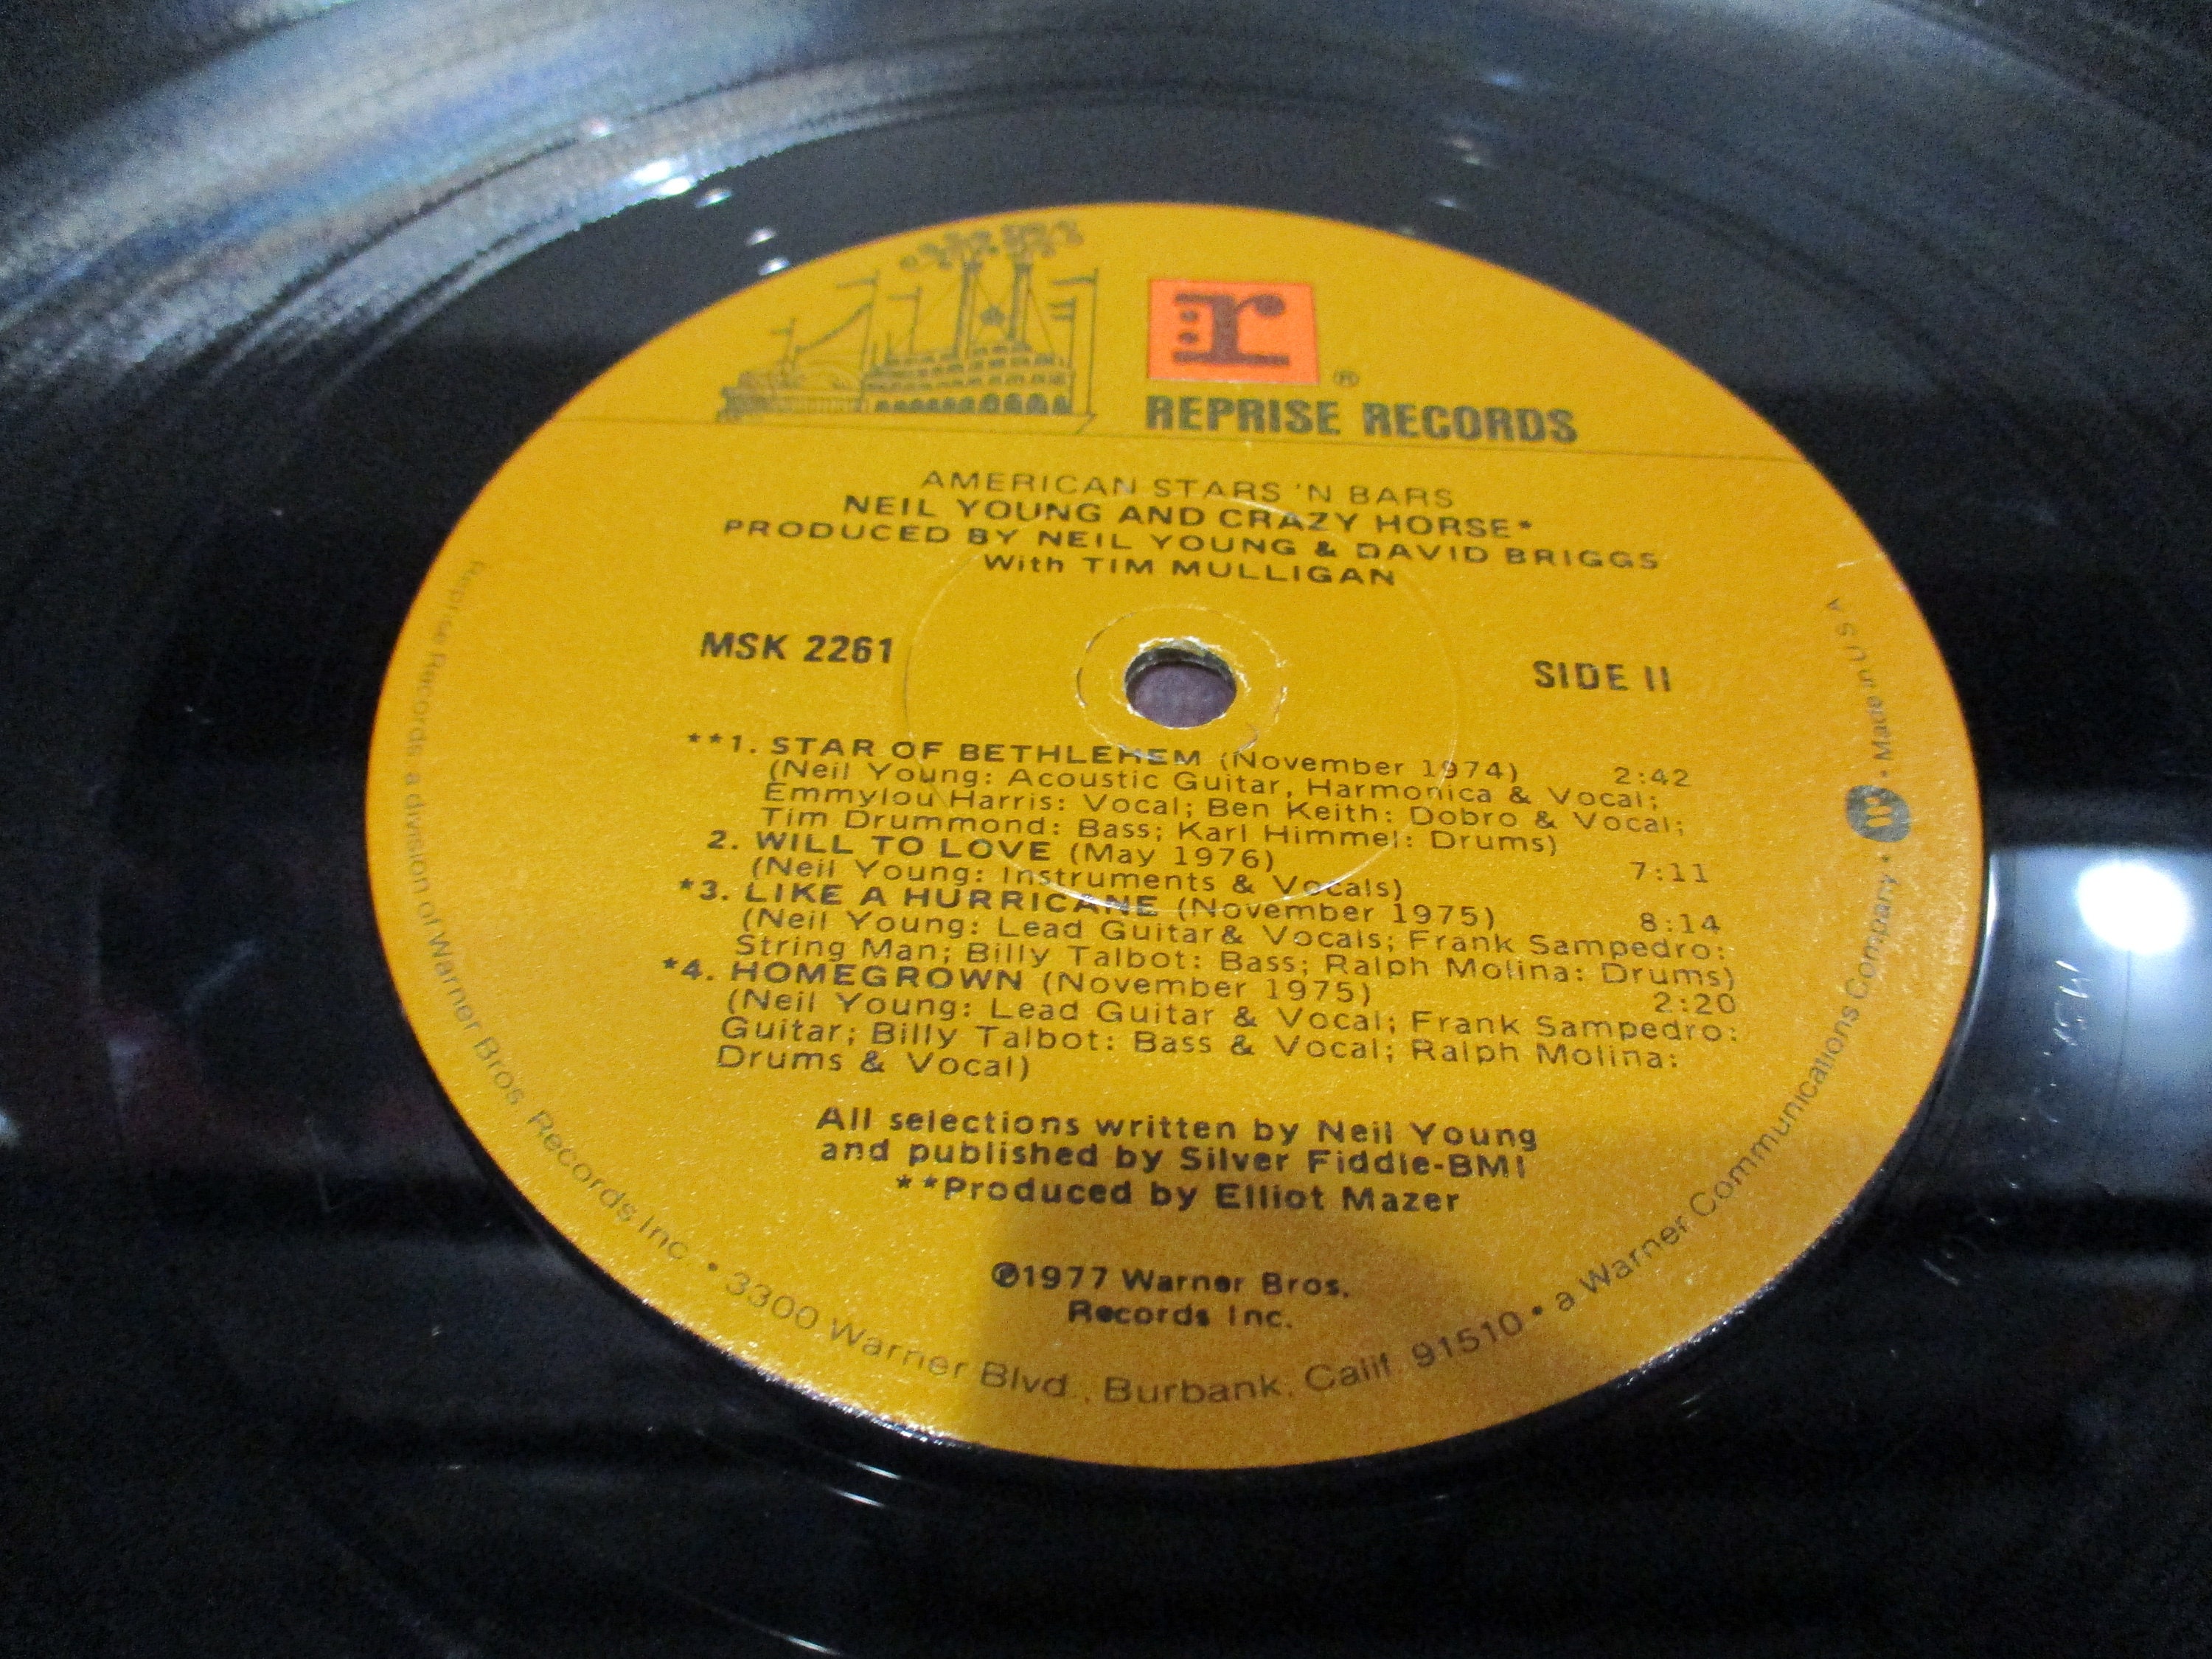 r
®
REPRISE RECORDS
AMERICAN STARS 'N BARS
NEIL YOUNG AND CRAZY HORSE*
PRODUCED BY NEIL YOUNG & DAVID BRIGGS
With TIM MULLIGAN
MSK 2261
SIDE II
**1. STAR OF BETHLEHEM (November 1974) 2:42
(Neil Young: Acoustic Guitar, Harmonica & Vocal;
Emmylou Harris: Vocal; Ben Keith: Dobro & Vocal;
Tim Drummond: Bass; Karl Himmel: Drums)
2. WILL TO LOVE (May 1976) 7:11
(Neil Young: Instruments & Vocals)
*3. LIKE A HURRICANE (November 1975) 8:14
(Neil Young: Lead Guitar& Vocals; Frank Sampedro:
String Man; Billy Talbot: Bass; Ralph Molina: Drums)
*4. HOMEGROWN (November 1975) 2:20
(Neil Young: Lead Guitar & Vocal; Frank Sampedro:
Guitar; Billy Talbot: Bass & Vocal; Ralph Molina:
Drums & Vocal)
All selections written by Neil Young
and published by Silver Fiddle-BMI
**Produced by Elliot Mazer
℗1977 Warner Bros.
Records Inc.
Reprise Records, a division of Warner Bros. Records Inc. • 3300 Warner Blvd., Burbank, Calif. 91510 • a Warner Communications Company • W - Made in U S A